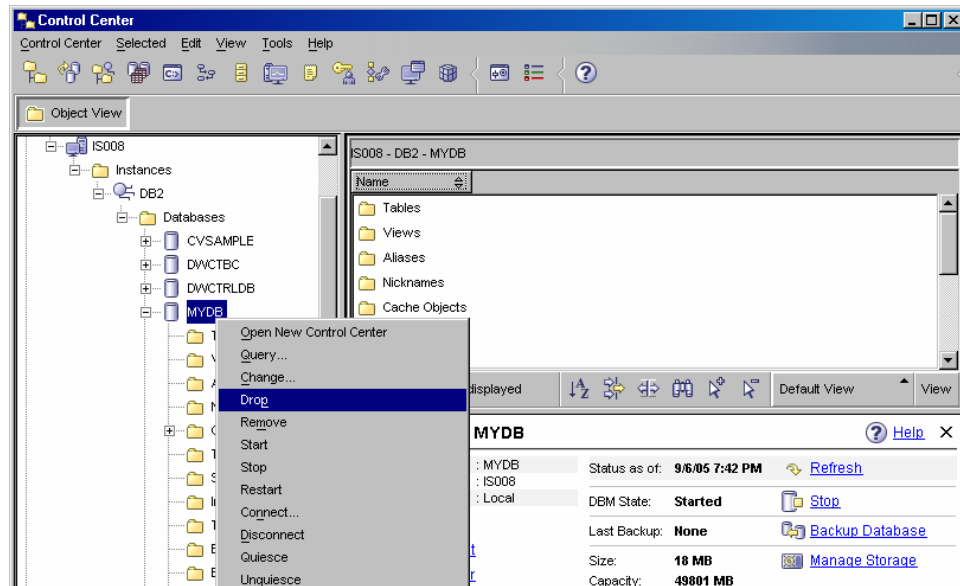 Control Center
Control Center Selected Edit View Tools Help
Object View
IS008
Instances
DB2
Databases
CVSAMPLE
DWCTBC
DWCTRLDB
MYDB
IS008 - DB2 - MYDB
Name
Tables
Views
Aliases
Nicknames
Cache Objects
Open New Control Center
Query...
Change...
Drop
Remove
Start
Stop
Restart
Connect...
Disconnect
Quiesce
Unquiesce
displayed
Default View
View
MYDB
Help
: MYDB
: IS008
: Local
Status as of: 9/6/05 7:42 PM Refresh
DBM State: Started Stop
Last Backup: None Backup Database
Size: 18 MB Manage Storage
Capacity: 49801 MB